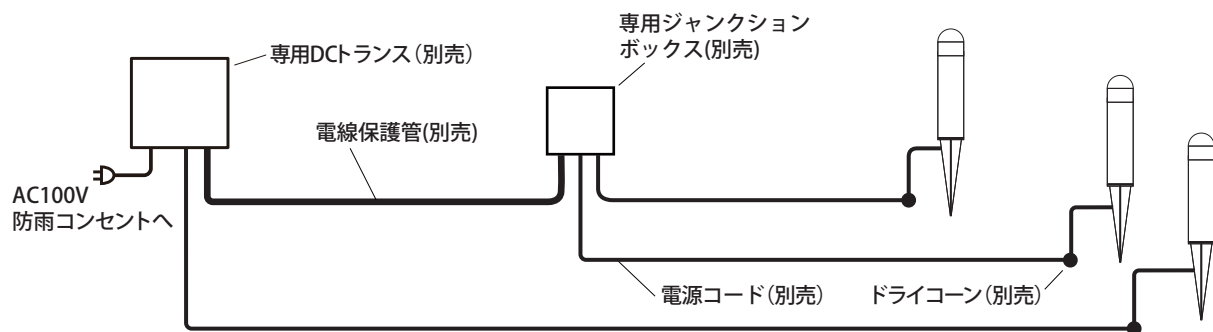 専用DCトランス（別売）
専用ジャンクション
ボックス(別売)
電線保護管(別売)
AC100V
防雨コンセントへ
電源コード（別売）
ドライコーン（別売）